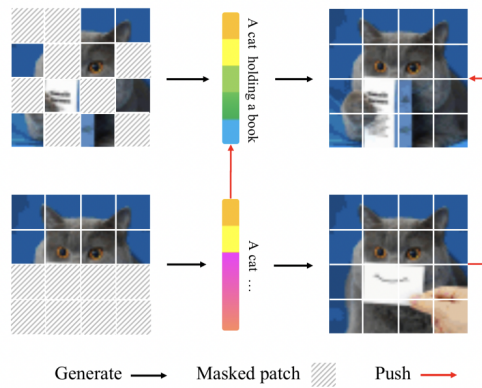 A cat holding a book
A cat ...
Generate
Masked patch
Push